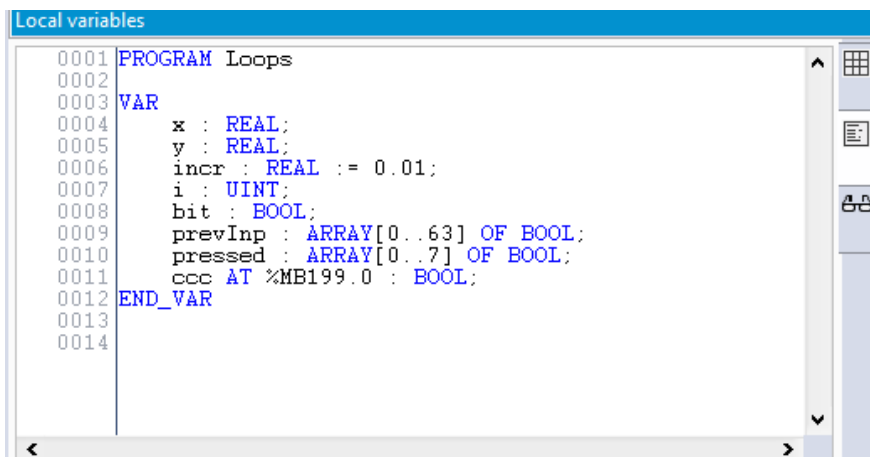 Local variables
0001 PROGRAM Loops
0002
0003 VAR
0004 x : REAL;
0005 y : REAL;
0006 incr : REAL := 0.01;
0007 i : UINT;
0008 bit : BOOL;
0009 prevInp : ARRAY[0..63] OF BOOL;
0010 pressed : ARRAY[0..7] OF BOOL;
0011 ccc AT %MB199.0 : BOOL;
0012 END_VAR
0013
0014